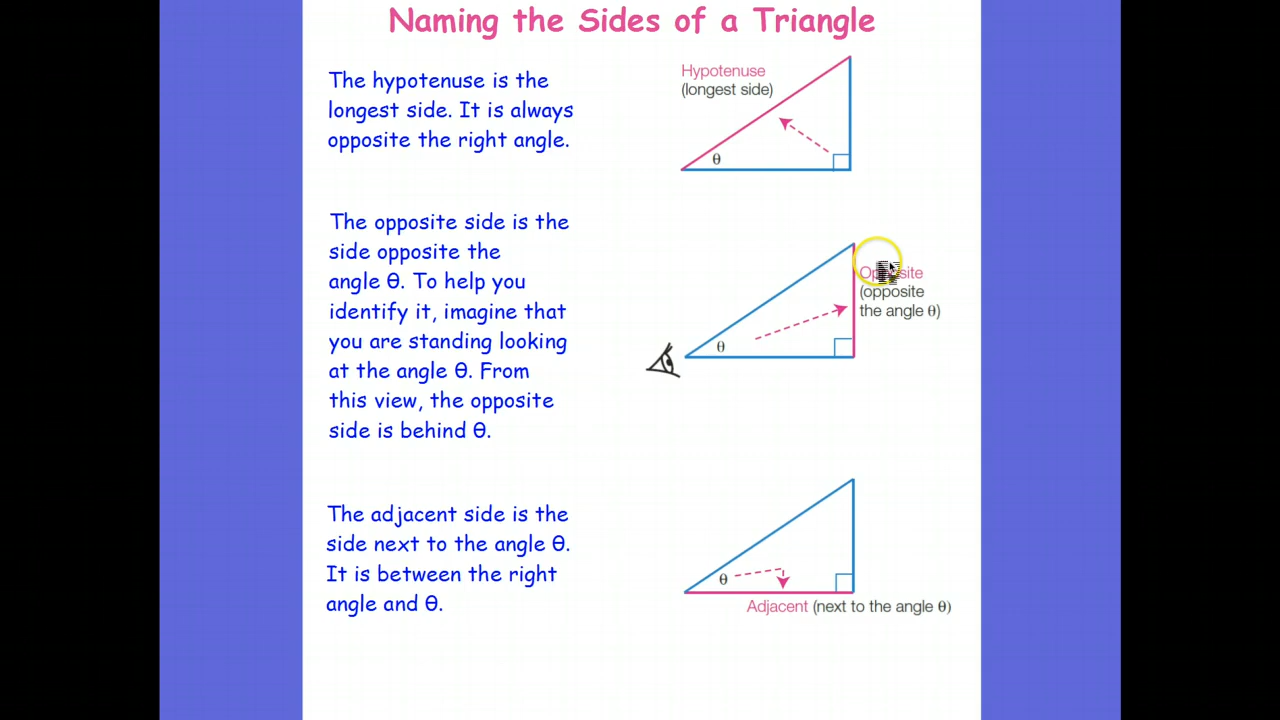 Naming the Sides of a Triangle
The hypotenuse is the
longest side. It is always
opposite the right angle.
Hypotenuse
(longest side)
θ
The opposite side is the
side opposite the
angle θ. To help you
identify it, imagine that
you are standing looking
at the angle θ. From
this view, the opposite
side is behind θ.
Opposite
(opposite
the angle θ)
θ
The adjacent side is the
side next to the angle θ.
It is between the right
angle and θ.
θ
Adjacent (next to the angle θ)